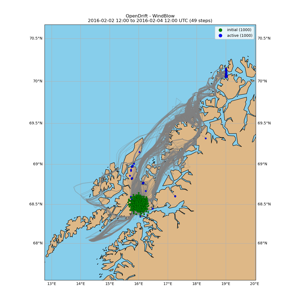 OpenDrift - WindBlow
2016-02-02 12:00 to 2016-02-04 12:00 UTC (49 steps)
initial (1000)
active (1000)
70.5°N
70.5°N
70°N
70°N
69.5°N
69.5°N
69°N
69°N
68.5°N
68.5°N
68°N
68°N
13°E
14°E
15°E
16°E
17°E
18°E
19°E
20°E